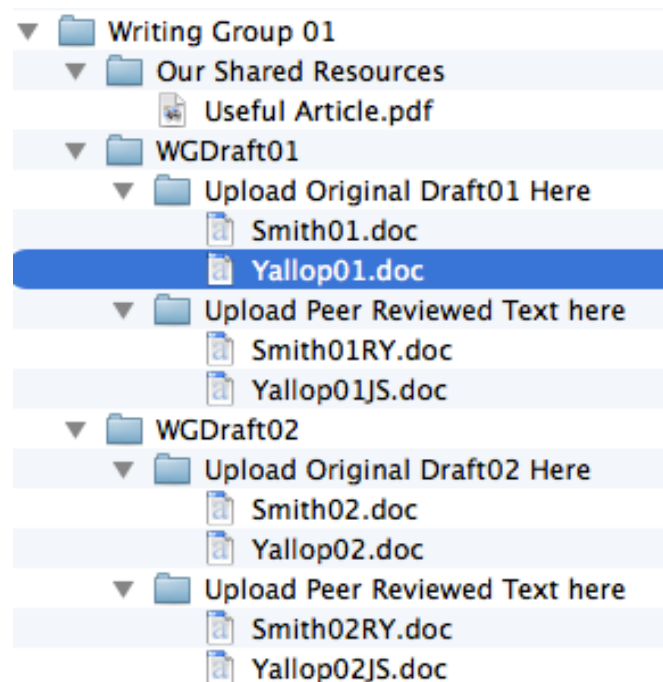 Writing Group 01
Our Shared Resources
Useful Article.pdf
WGDraft01
Upload Original Draft01 Here
Smith01.doc
Yallop01.doc
Upload Peer Reviewed Text here
Smith01RY.doc
Yallop01JS.doc
WGDraft02
Upload Original Draft02 Here
Smith02.doc
Yallop02.doc
Upload Peer Reviewed Text here
Smith02RY.doc
Yallop02JS.doc